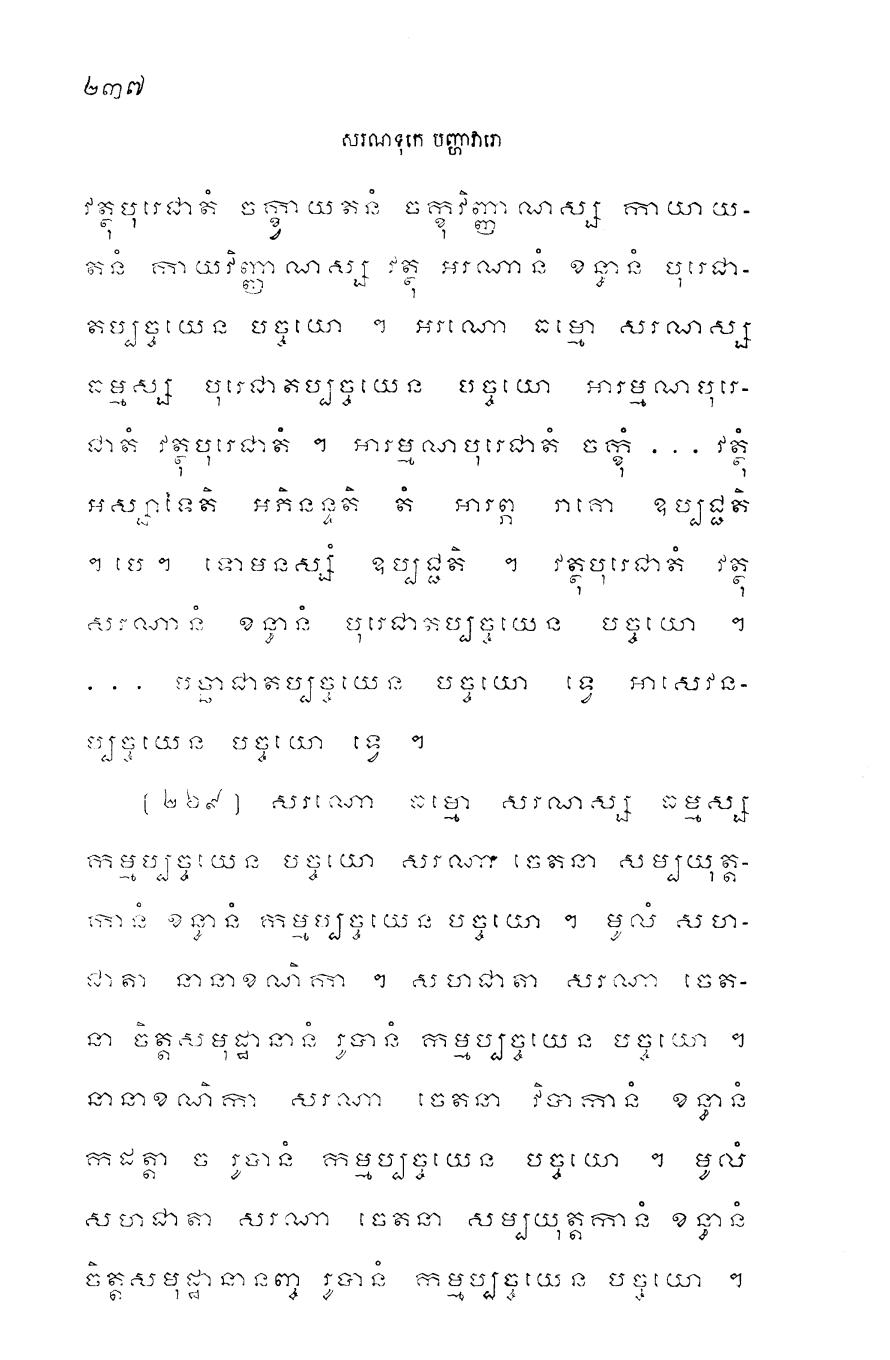 ២៣៧
សរណទុកេ បញ្ហាវារោ
វត្ថុបុរេជាតំ ចក្ខ្វាយតនំ ចក្ខុវិញ្ញាណស្ស កាយាយ-
តនំ កាយវិញ្ញាណស្ស វត្ថុ អរណានំ ខន្ធានំ បុរេជា-
តប្បច្ចយេន បច្ចយោ ។ អរណោ ធម្មោ សរណស្ស
ធម្មស្ស បុរេជាតប្បច្ចយេន បច្ចយោ អារម្មណបុរេ-
ជាតំ វត្ថុបុរេជាតំ ។ អារម្មណបុរេជាតំ ចក្ខុំ ... វត្ថុំ
អស្សាទេតិ អភិនន្ទតិ តំ អារព្ភ រាគោ ឧប្បជ្ជតិ
។ បេ ។ ទោមនស្សំ ឧប្បជ្ជតិ ។ វត្ថុបុរេជាតំ វត្ថុ
សរណានំ ខន្ធានំ បុរេជាតប្បច្ចយេន បច្ចយោ ។
... បច្ឆាជាតប្បច្ចយេន បច្ចយោ ទ្វេ អាសេវន-
ប្បច្ចយេន បច្ចយោ ទ្វេ ។
[២៦៩] សរណោ ធម្មោ សរណស្ស ធម្មស្ស
កម្មប្បច្ចយេន បច្ចយោ សរណា ចេតនា សម្បយុត្ត-
កានំ ខន្ធានំ កម្មប្បច្ចយេន បច្ចយោ ។ មូលំ សហ-
ជាតា នានាខណិកា ។ សហជាតា សរណា ចេត-
នា ចិត្តសមុដ្ឋានានំ រូបានំ កម្មប្បច្ចយេន បច្ចយោ ។
នានាខណិកា សរណា ចេតនា វិបាកានំ ខន្ធានំ
កដត្តា ច រូបានំ កម្មប្បច្ចយេន បច្ចយោ ។ មូលំ
សហជាតា សរណា ចេតនា សម្បយុត្តកានំ ខន្ធានំ
ចិត្តសមុដ្ឋានានញ្ច រូបានំ កម្មប្បច្ចយេន បច្ចយោ ។